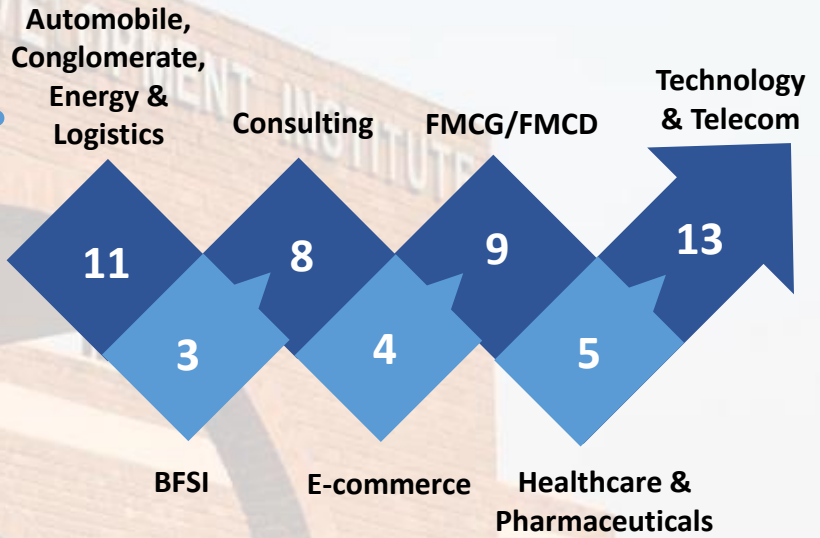 Automobile,
Conglomerate,
Energy &
Logistics
Consulting
FMCG/FMCD
Technology
& Telecom
11
8
9
13
3
4
5
BFSI
E-commerce
Healthcare &
Pharmaceuticals
INSTITUTE